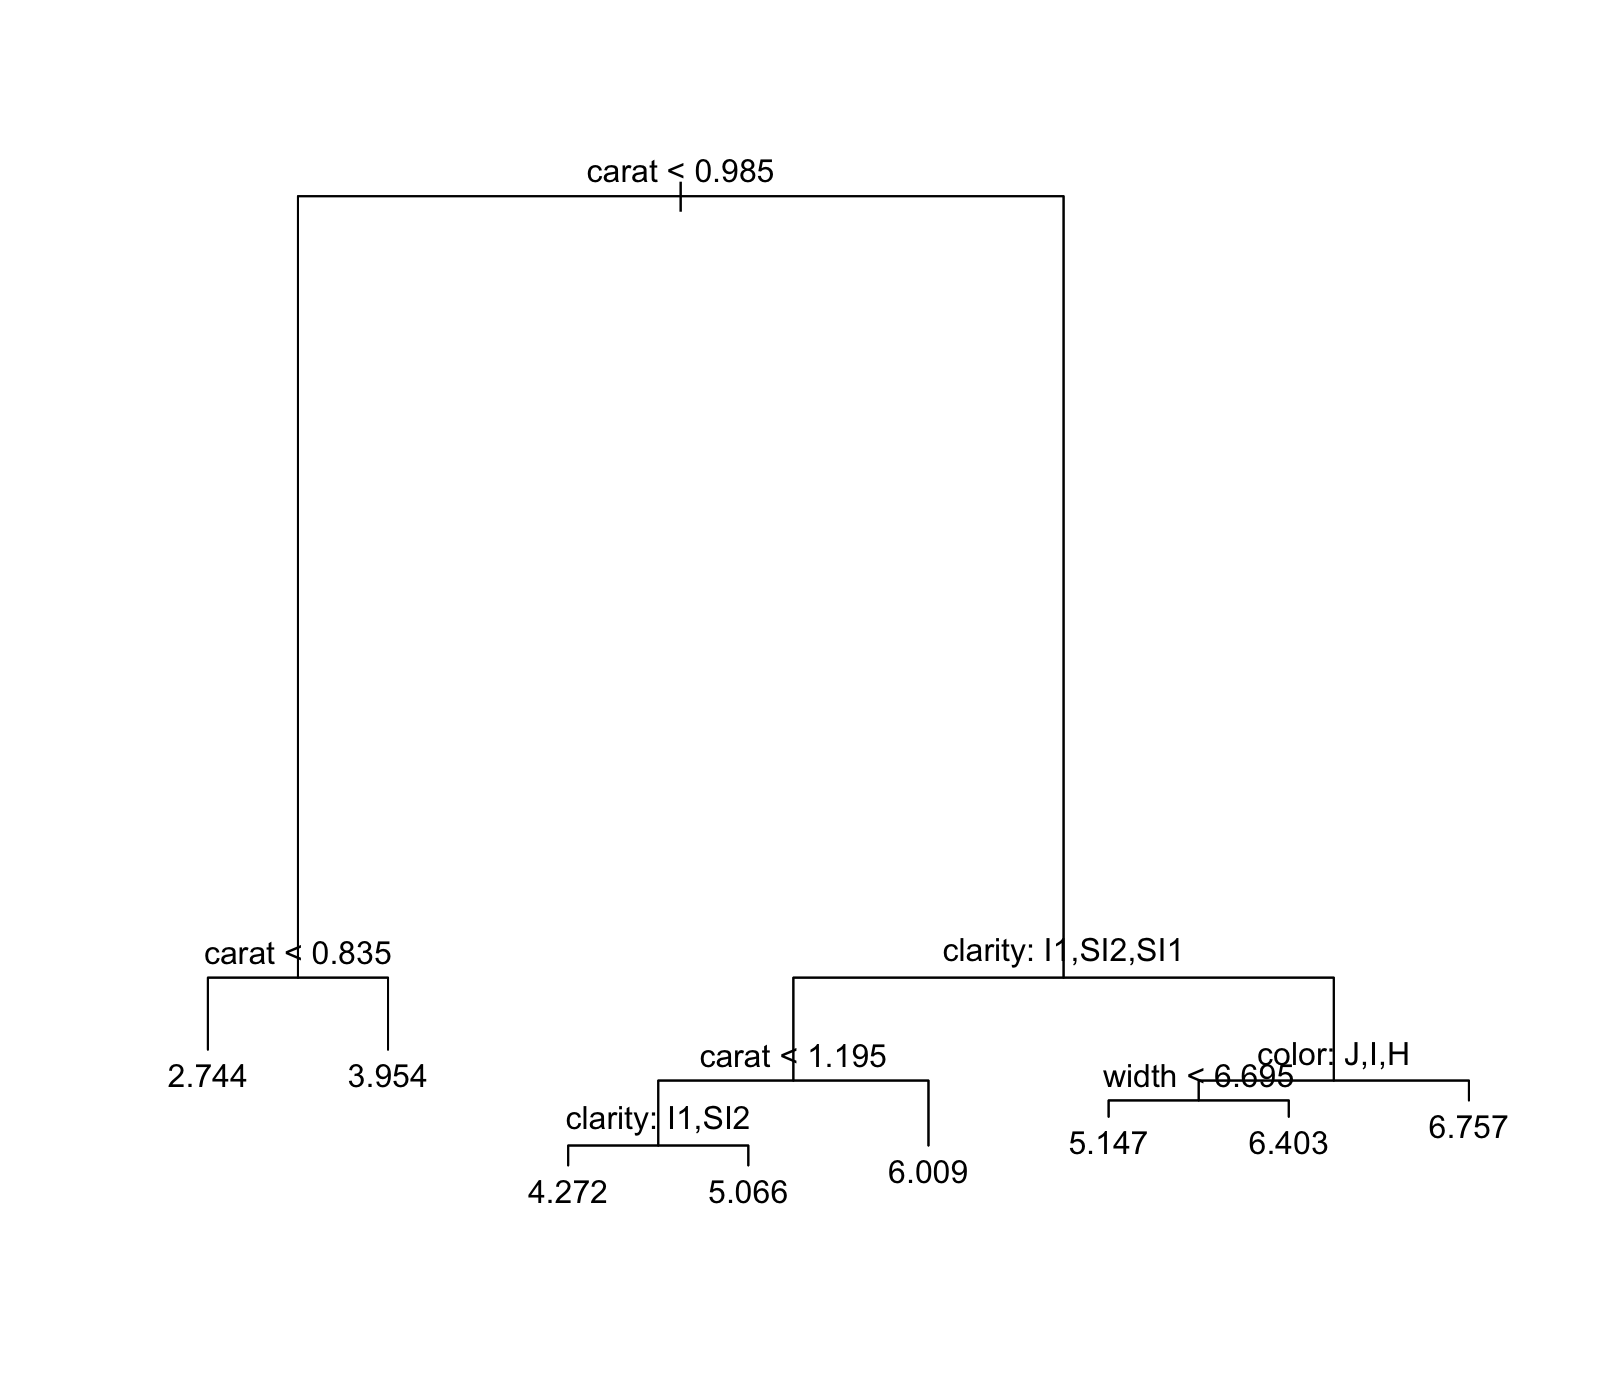 carat < 0.985
carat < 0.835
2.744
3.954
clarity: I1,SI2,SI1
carat < 1.195
clarity: I1,SI2
4.272
5.066
6.009
color: J,I,H
width < 6.695
5.147
6.403
6.757